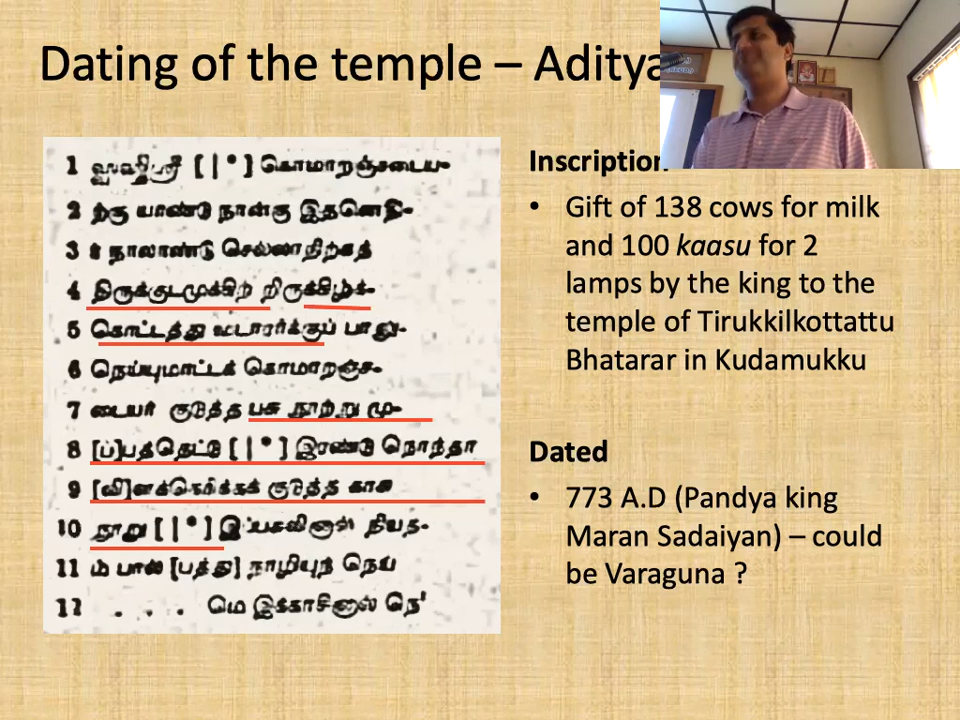 Dating of the temple – Aditya
1 [|*] கொமாறஞ்சடைய-
2 ற்கு யாண்டு நான்கு இதனெதி-
3 ர் நாலாண்டு செல்லாநிற்கத்
4 திருக்குடமுக்கிற் றிருக்கிழ்க்-
5 கொட்டத்து படாரர்க்குப் பாலு-
6 நெய்யுமாட்டக் கொமாறஞ்ச-
7 டையர் குடுத்த பசு நூற்று மு-
8 [ப்]பத்தெட்டு [|*] இரண்டு நொந்தா
9 [வி]ளக்கெரிக்கக் குடுத்த காசு
10 நூறு [|*] இப்பசுவினால் நியத-
11 ம் பால் [பத்து] நாழியுந் நெய்
12 . . . மெ இக்காசினால் நெ'
Inscription
• Gift of 138 cows for milk
and 100 kaasu for 2
lamps by the king to the
temple of Tirukkilkottattu
Bhatarar in Kudamukku
Dated
• 773 A.D (Pandya king
Maran Sadaiyan) – could
be Varaguna ?